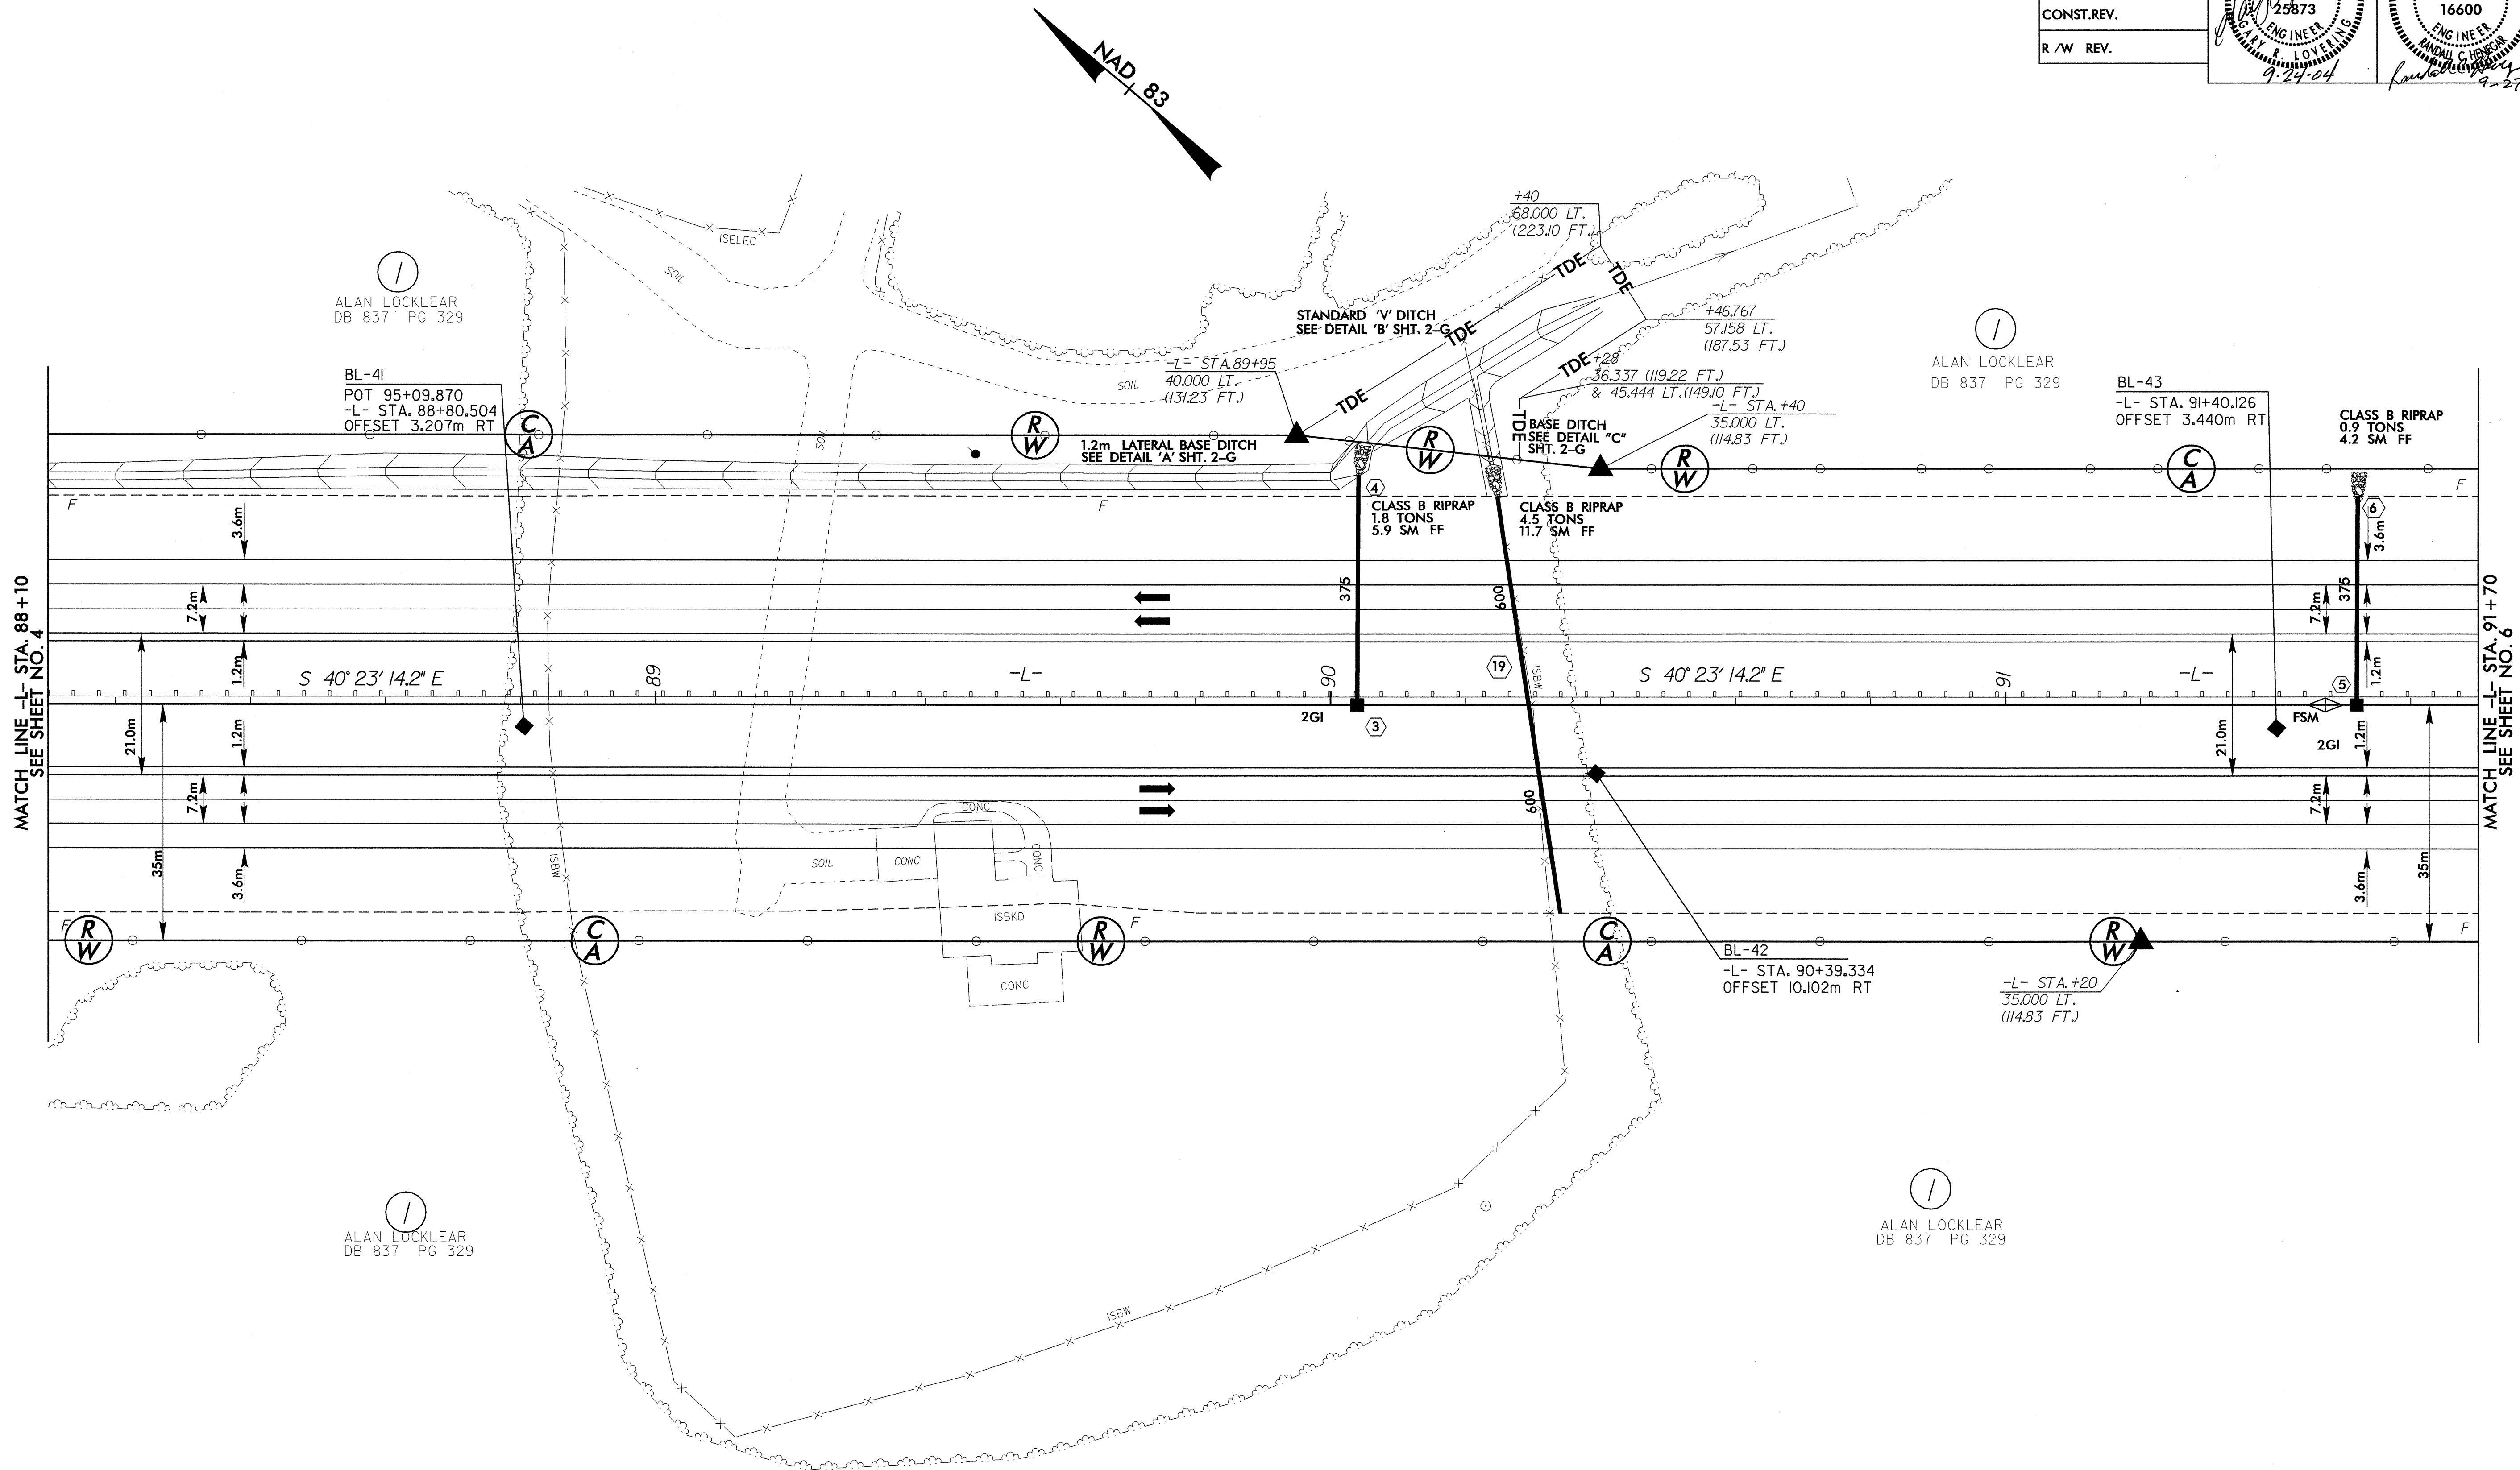 CONST.REV.
R/W REV.
25873
ENGINEER
GARY R. LOVERING
9-24-04
16600
ENGINEER
RANDALL C. HENEGAR
NAD 83
+40
68.000 LT.
(223.10 FT.)
ISELEC
SOIL
1
ALAN LOCKLEAR
DB 837 PG 329
TDE
TDE
STANDARD 'V' DITCH
SEE DETAIL 'B' SHT. 2-G
TDE
+46.767
57.158 LT.
(187.53 FT.)
1
ALAN LOCKLEAR
DB 837 PG 329
-L- STA.89+95
40.000 LT.
(131.23 FT.)
SOIL
TDE
TDE
+28
36.337 (119.22 FT.)
& 45.444 LT.(149.10 FT.)
BL-41
POT 95+09.870
-L- STA. 88+80.504
OFFSET 3.207m RT
BL-43
-L- STA. 91+40.126
OFFSET 3.440m RT
-L- STA.+40
35.000 LT.
(114.83 FT.)
CLASS B RIPRAP
0.9 TONS
4.2 SM FF
C
A
R
W
SOIL
1.2m LATERAL BASE DITCH
SEE DETAIL 'A' SHT. 2-G
R
W
TDE
BASE DITCH
SEE DETAIL "C"
SHT. 2-G
R
W
C
A
F
F
F
4
CLASS B RIPRAP
1.8 TONS
5.9 SM FF
CLASS B RIPRAP
4.5 TONS
11.7 SM FF
6
3.6m
3.6m
7.2m
375
600
7.2m
375
MATCH LINE -L- STA. 88+10
SEE SHEET NO. 4
MATCH LINE -L- STA. 91+70
SEE SHEET NO. 6
1.2m
S 40° 23' 14.2" E
89
-L-
90
19
ISBW
S 40° 23' 14.2" E
91
-L-
5
1.2m
21.0m
1.2m
2GI
3
FSM
2GI
21.0m
1.2m
7.2m
600
7.2m
35m
3.6m
ISBW
SOIL
CONC
CONC
CONC
ISBKD
CONC
3.6m
35m
F
R
W
C
A
R
W
F
C
A
R
W
F
BL-42
-L- STA. 90+39.334
OFFSET 10.102m RT
-L- STA.+20
35.000 LT.
(114.83 FT.)
1
ALAN LOCKLEAR
DB 837 PG 329
1
ALAN LOCKLEAR
DB 837 PG 329
ISBW